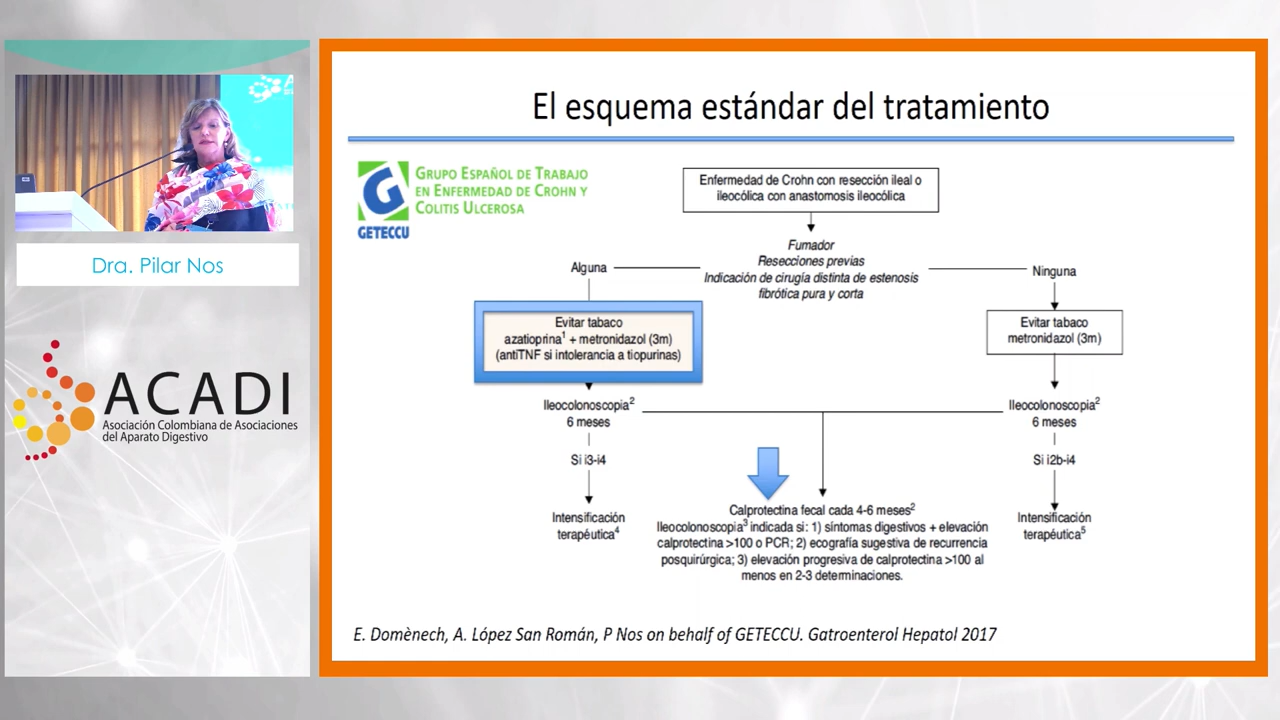 El esquema estándar del tratamiento
GRUPO ESPAÑOL DE TRABAJO
EN ENFERMEDAD DE CROHN Y
COLITIS ULCEROSA
GETECCU
Enfermedad de Crohn con resección ileal o
ileocólica con anastomosis ileocólica
Fumador
Resecciones previas
Indicación de cirugía distinta de estenosis
fibrótica pura y corta
Alguna
Ninguna
Evitar tabaco
azatioprina1 + metronidazol (3m)
(antiTNF si intolerancia a tiopurinas)
Evitar tabaco
metronidazol (3m)
Ileocolonoscopia2
6 meses
Ileocolonoscopia2
6 meses
Si i3-i4
Si i2b-i4
Intensificación
terapéutica4
Calprotectina fecal cada 4-6 meses2
Ileocolonoscopia3 indicada si: 1) síntomas digestivos + elevación
calprotectina >100 o PCR; 2) ecografía sugestiva de recurrencia
posquirúrgica; 3) elevación progresiva de calprotectina >100 al
menos en 2-3 determinaciones.
Intensificación
terapéutica5
E. Domènech, A. López San Román, P Nos on behalf of GETECCU. Gatroenterol Hepatol 2017
Dra. Pilar Nos
ACADI
Asociación Colombiana de Asociaciones
del Aparato Digestivo